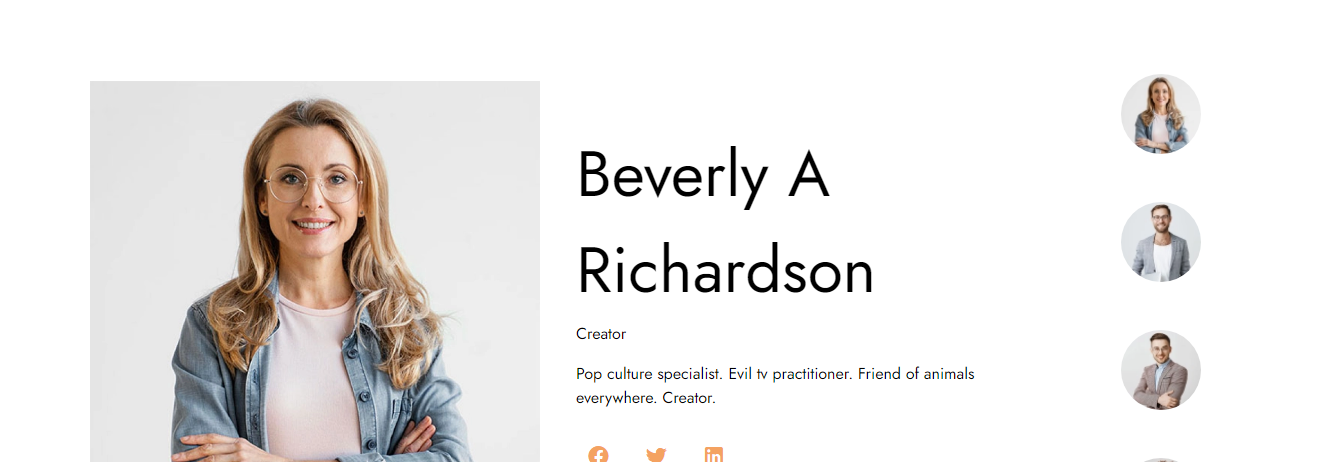 Beverly A
Richardson
Creator
Pop culture specialist. Evil tv practitioner. Friend of animals
everywhere. Creator.